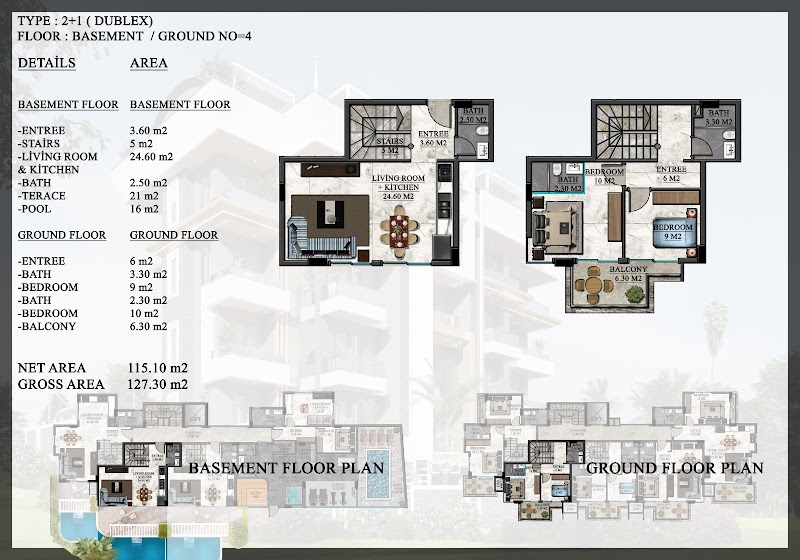 TYPE : 2+1 ( DUBLEX)
FLOOR : BASEMENT / GROUND NO=4
DETAİLS AREA
BASEMENT FLOOR BASEMENT FLOOR
-ENTREE 3.60 m2
-STAİRS 5 m2
-LİVİNG ROOM 24.60 m2
& KİTCHEN
-BATH 2.50 m2
-TERACE 21 m2
-POOL 16 m2
GROUND FLOOR GROUND FLOOR
-ENTREE 6 m2
-BATH 3.30 m2
-BEDROOM 9 m2
-BATH 2.30 m2
-BEDROOM 10 m2
-BALCONY 6.30 m2
NET AREA 115.10 m2
GROSS AREA 127.30 m2
BATH
2.50 M2
ENTREE
3.60 M2
STAİRS
5 M2
LİVİNG ROOM
+ KİTCHEN
24.60 M2
BATH
3.30 M2
ENTREE
6 M2
BEDROOM
10 M2
BATH
2.30 M2
BEDROOM
9 M2
BALCONY
6.30 M2
BASEMENT FLOOR PLAN
GROUND FLOOR PLAN